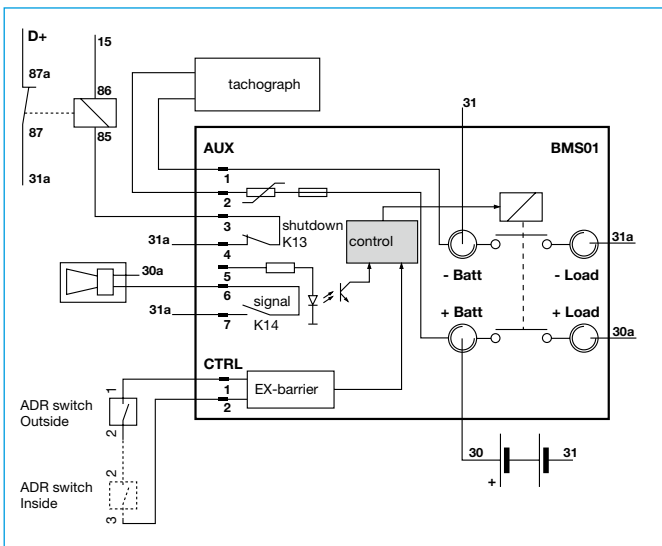 D+
15
87a
86
tachograph
31
87
85
AUX
BMS01
1
2
31a
3
shutdown
K13
control
31a
4
31a
5
- Batt
- Load
30a
6
signal
+ Batt
+ Load
31a
7
K14
30a
CTRL
1
EX-barrier
2
1
ADR switch
Outside
2
30
31
+
2
ADR switch
Inside
3